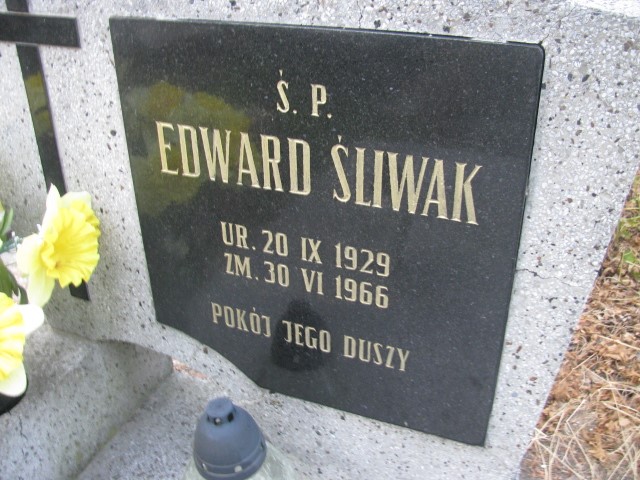 Ś. P.
EDWARD ŚLIWAK
UR. 20 IX 1929
ZM. 30 VI 1966
POKÓJ JEGO DUSZY